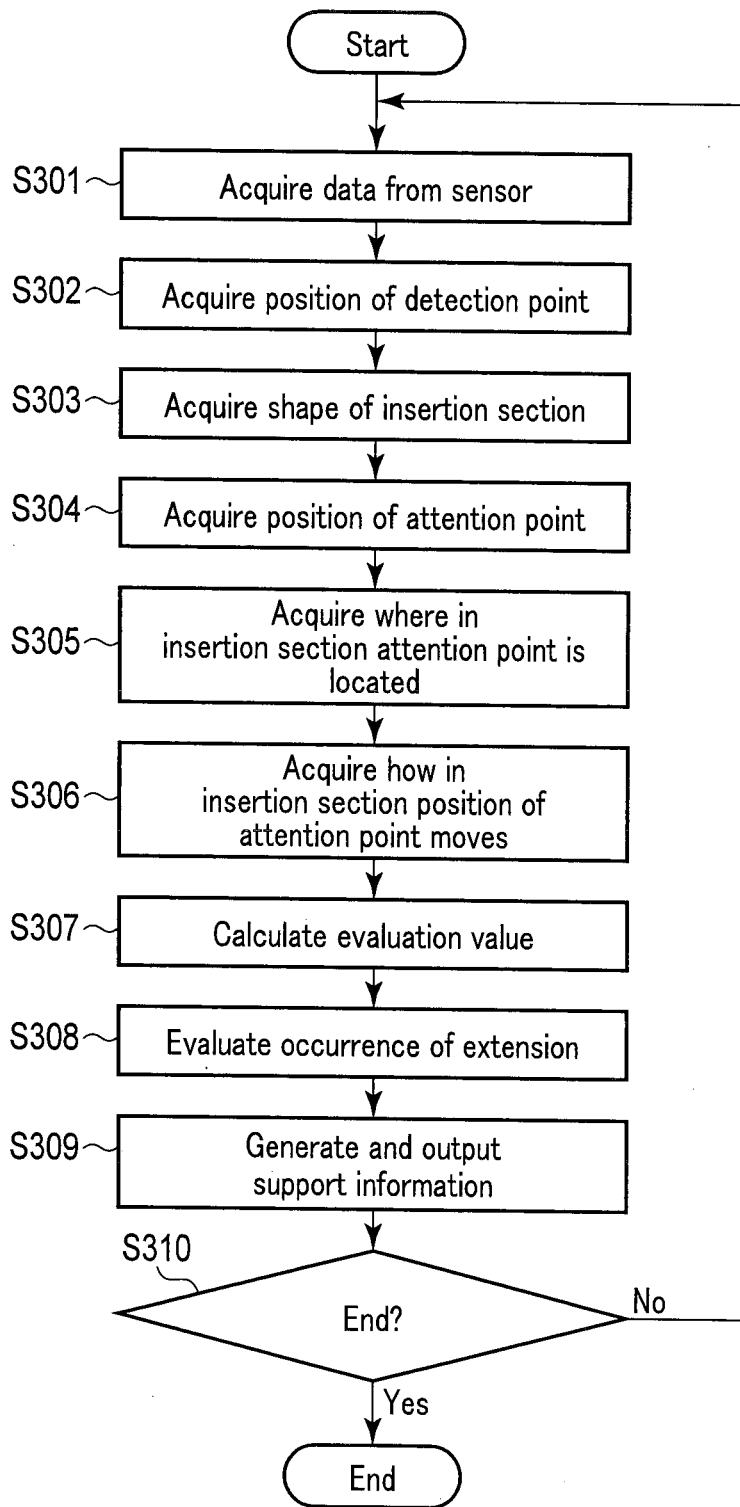 Start
S301
Acquire data from sensor
S302
Acquire position of detection point
S303
Acquire shape of insertion section
S304
Acquire position of attention point
S305
Acquire where in
insertion section attention point is
located
S306
Acquire how in
insertion section position of
attention point moves
S307
Calculate evaluation value
S308
Evaluate occurrence of extension
S309
Generate and output
support information
S310
End?
No
Yes
End